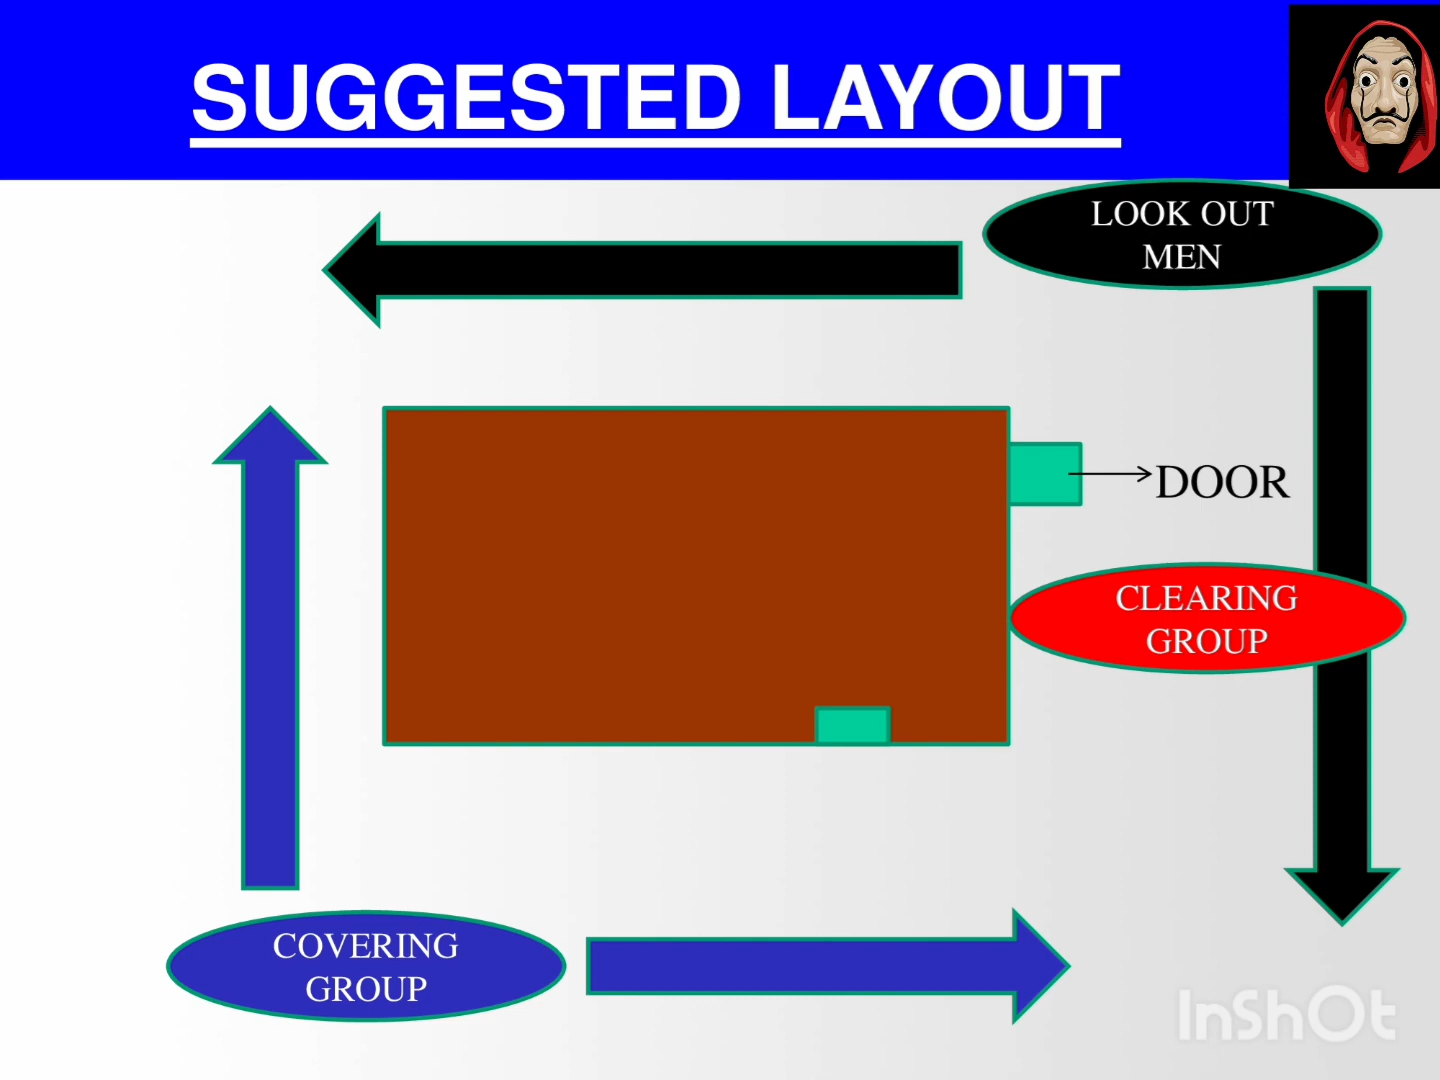 SUGGESTED LAYOUT
LOOK OUT
MEN
DOOR
CLEARING
GROUP
COVERING
GROUP
InShOt